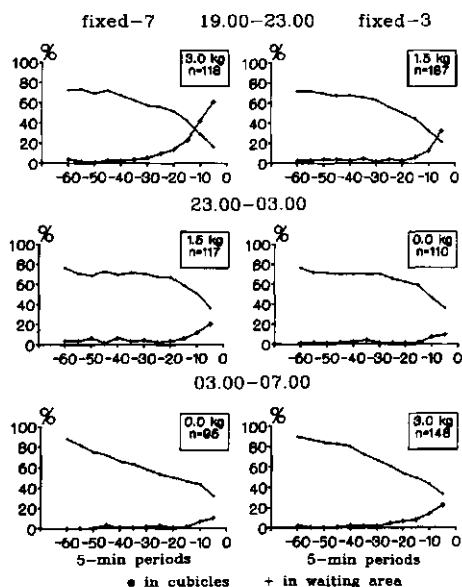 fixed-7 19.00-23.00 fixed-3
% 3.0 kg n=118 % 1.5 kg n=187
100 100
80 80
60 60
40 40
20 20
0 0
-60 -50 -40 -30 -20 -10 0 -60 -50 -40 -30 -20 -10 0
23.00-03.00
% 1.5 kg n=117 % 0.0 kg n=110
100 100
80 80
60 60
40 40
20 20
0 0
-60 -50 -40 -30 -20 -10 0 -60 -50 -40 -30 -20 -10 0
03.00-07.00
% 0.0 kg n=95 % 3.0 kg n=148
100 100
80 80
60 60
40 40
20 20
0 0
-60 -50 -40 -30 -20 -10 0 -60 -50 -40 -30 -20 -10 0
5-min periods 5-min periods
• in cubicles + in waiting area